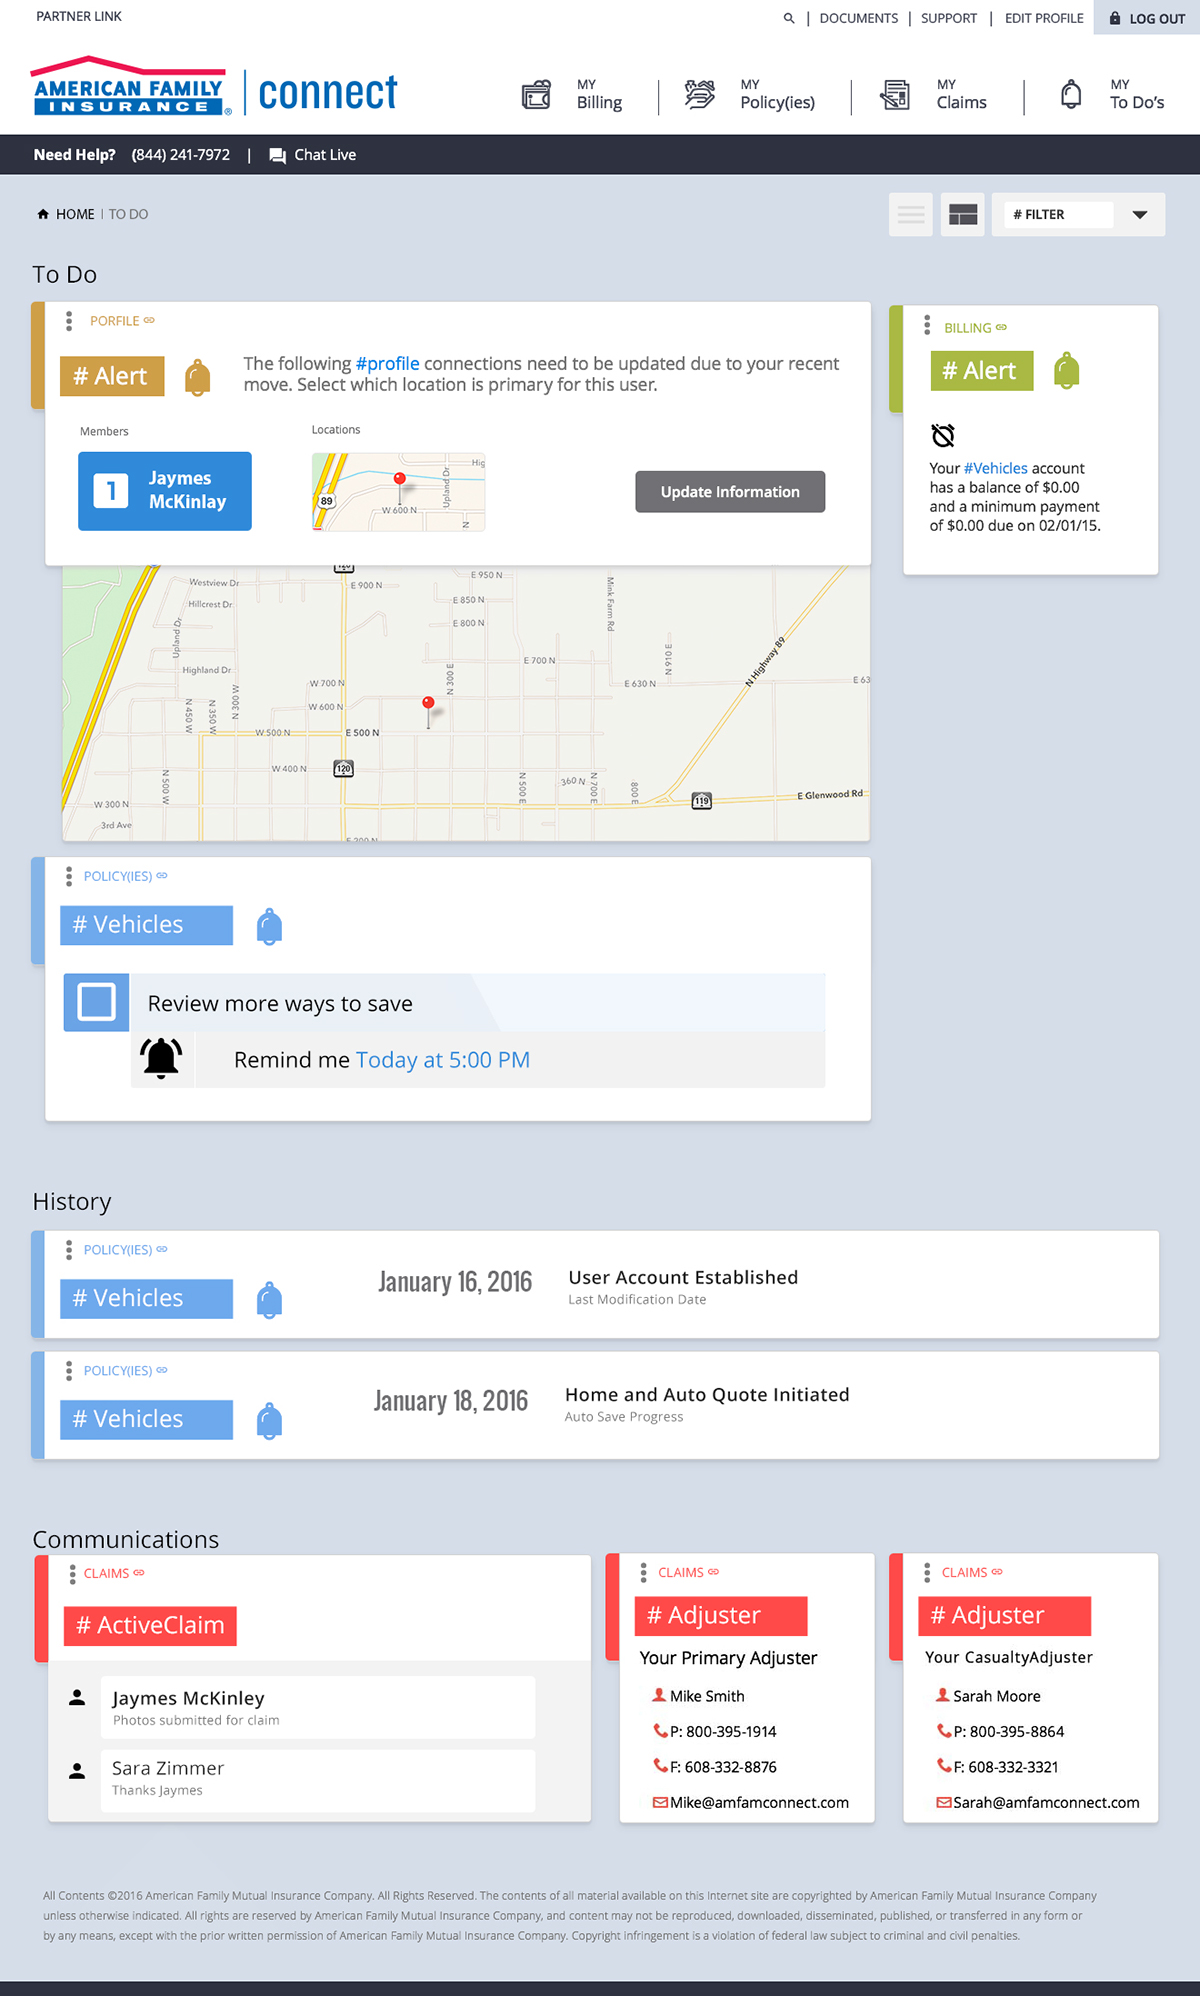 PARTNER LINK
DOCUMENTS | SUPPORT | EDIT PROFILE LOG OUT
AMERICAN FAMILY
INSURANCE ®
connect
MY
Billing
MY
Policy(ies)
MY
Claims
MY
To Do's
Need Help? (844) 241-7972 | Chat Live
HOME | TO DO
# FILTER
To Do
PORFILE
# Alert
The following #profile connections need to be updated due to your recent
move. Select which location is primary for this user.
Members
1
Jaymes
McKinlay
Locations
Hig
Upland Dr
89
W 600 N
N
Update Information
BILLING
# Alert
Your #Vehicles account
has a balance of $0.00
and a minimum payment
of $0.00 due on 02/01/15.
Westview Dr
E 900 N
E 950 N
Mink Farm Rd
Hillcrest Dr
E 850 N
Upland Dr
E 800 N
N Highway 89
N 910 E
E 700 N
Highland Dr
N 300 E
W 700 N
E 630 N
E 63
N 450 W
N 350 W
N 300 W
W 600 N
W 500 N
E 500 N
W 400 N
120
N 500 W
N 500 E
360 N
N 700 E
800 E
119
E Glenwood Rd
W 300 N
3rd Ave
E 200 N
POLICY(IES)
# Vehicles
Review more ways to save
Remind me Today at 5:00 PM
History
POLICY(IES)
# Vehicles
January 16, 2016
User Account Established
Last Modification Date
POLICY(IES)
# Vehicles
January 18, 2016
Home and Auto Quote Initiated
Auto Save Progress
Communications
CLAIMS
# ActiveClaim
Jaymes McKinley
Photos submitted for claim
Sara Zimmer
Thanks Jaymes
CLAIMS
# Adjuster
Your Primary Adjuster
Mike Smith
P: 800-395-1914
F: 608-332-8876
Mike@amfamconnect.com
CLAIMS
# Adjuster
Your CasualtyAdjuster
Sarah Moore
P: 800-395-8864
F: 608-332-3321
Sarah@amfamconnect.com
All Contents ©2016 American Family Mutual Insurance Company. All Rights Reserved. The contents of all material available on this Internet site are copyrighted by American Family Mutual Insurance Company
unless otherwise indicated. All rights are reserved by American Family Mutual Insurance Company, and content may not be reproduced, downloaded, disseminated, published, or transferred in any form or
by any means, except with the prior written permission of American Family Mutual Insurance Company. Copyright infringement is a violation of federal law subject to criminal and civil penalties.